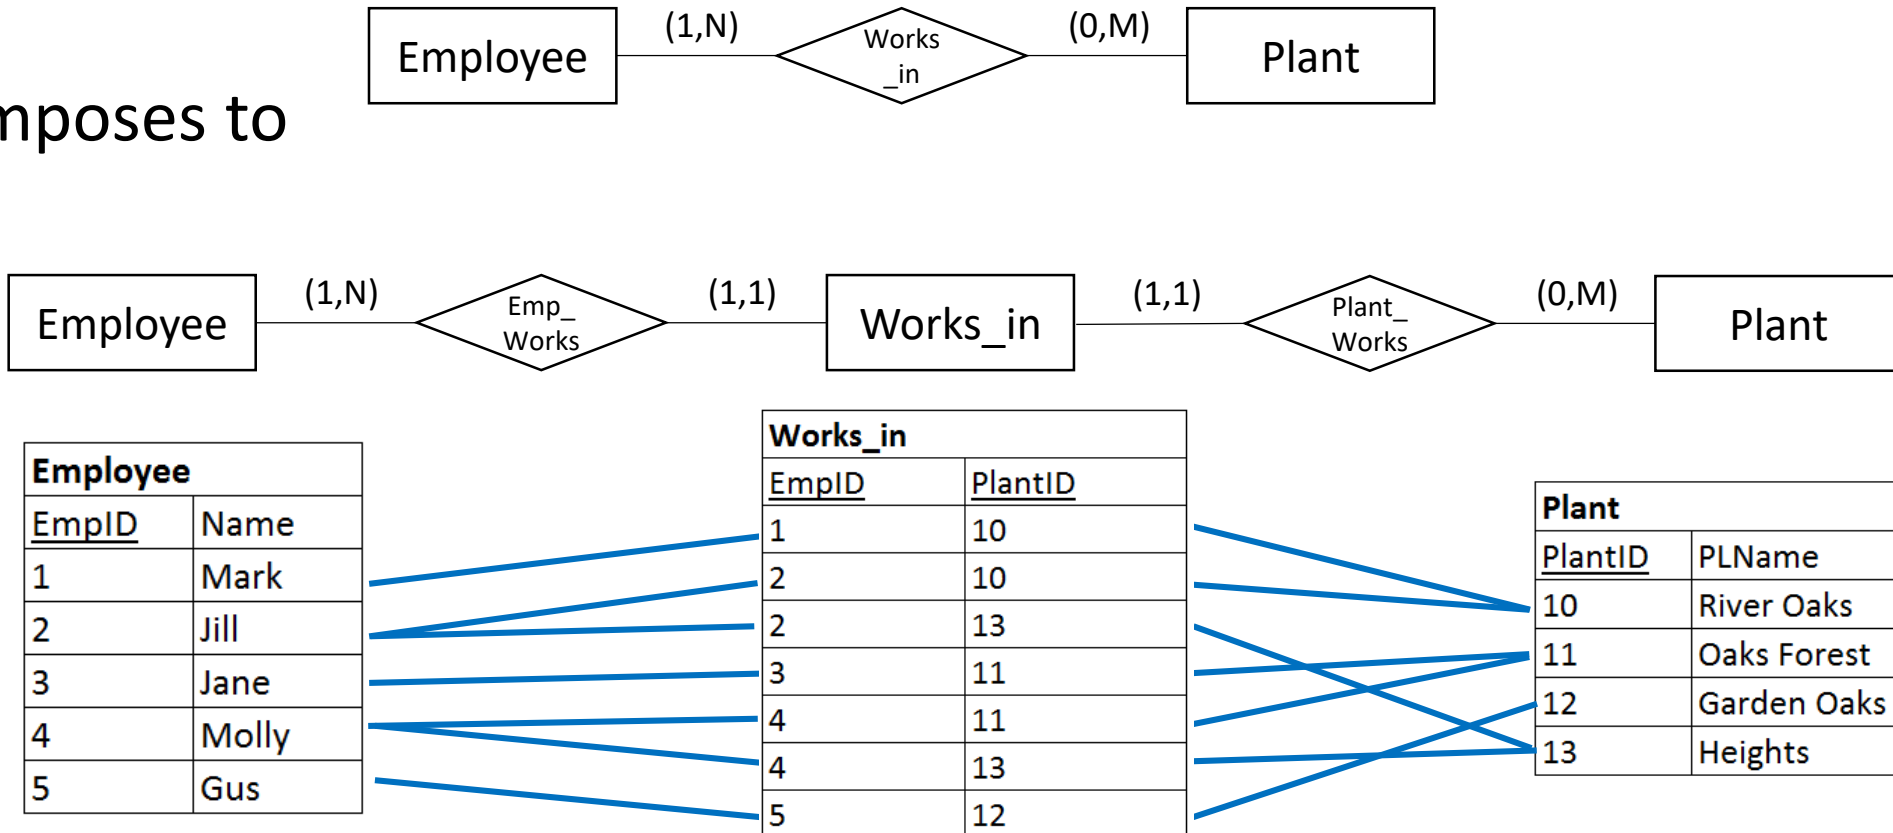 Employee (1,N) Works _in (0,M) Plant
mposes to
Employee (1,N) Emp_ Works (1,1) Works_in (1,1) Plant_ Works (0,M) Plant
Employee
EmpID Name
1 Mark
2 Jill
3 Jane
4 Molly
5 Gus
Works_in
EmpID PlantID
1 10
2 10
2 13
3 11
4 11
4 13
5 12
Plant
PlantID PLName
10 River Oaks
11 Oaks Forest
12 Garden Oaks
13 Heights